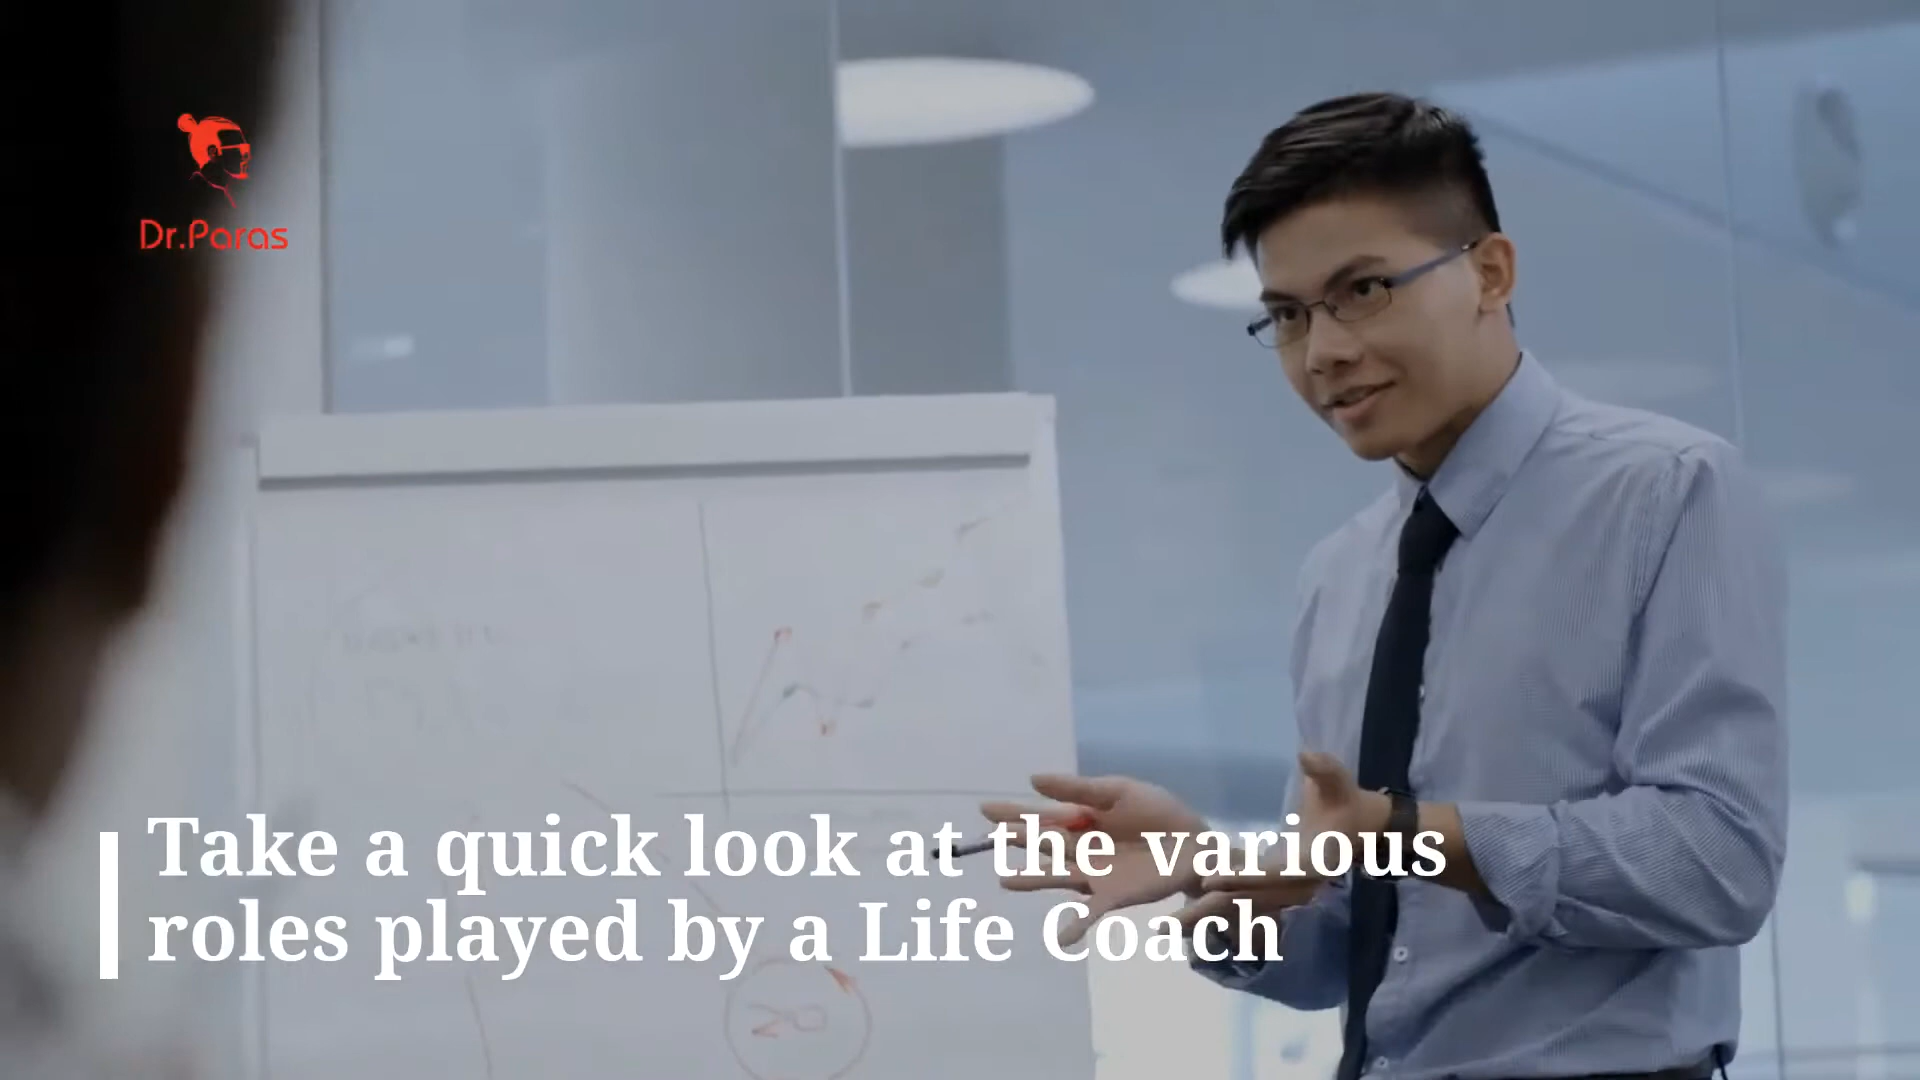 Dr.Paras
Take a quick look at the various
roles played by a Life Coach